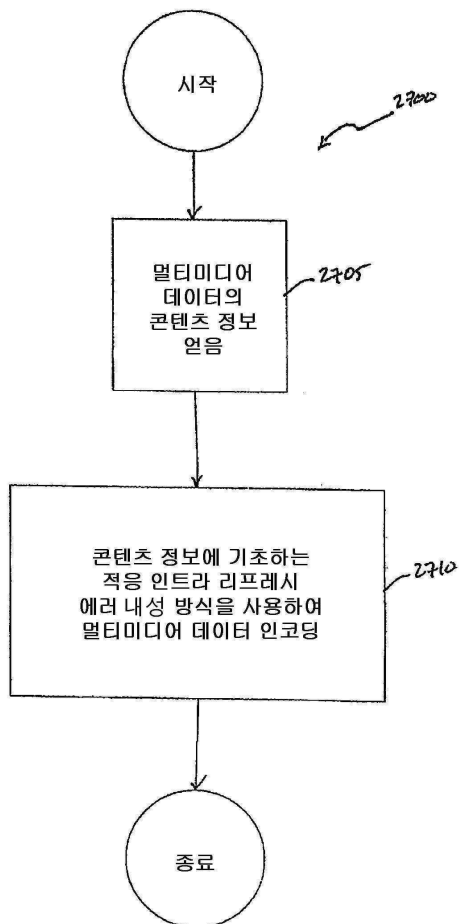 시작
2700
멀티미디어
데이터의
콘텐츠 정보
얻음
2705
콘텐츠 정보에 기초하는
적응 인트라 리프레시
에러 내성 방식을 사용하여
멀티미디어 데이터 인코딩
2710
종료